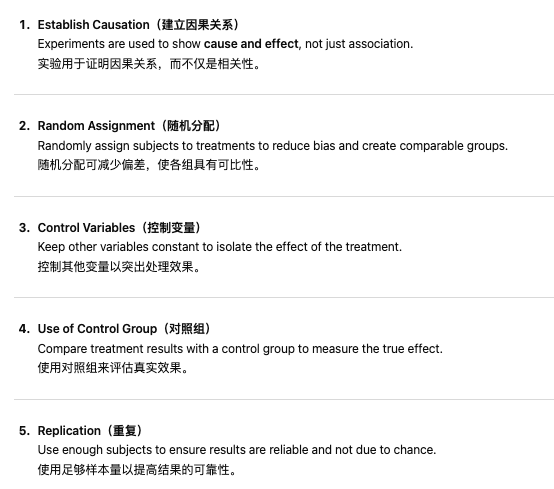 1. Establish Causation（建立因果关系）
Experiments are used to show cause and effect, not just association.
实验用于证明因果关系，而不仅是相关性。
2. Random Assignment（随机分配）
Randomly assign subjects to treatments to reduce bias and create comparable groups.
随机分配可减少偏差，使各组具有可比性。
3. Control Variables（控制变量）
Keep other variables constant to isolate the effect of the treatment.
控制其他变量以突出处理效果。
4. Use of Control Group（对照组）
Compare treatment results with a control group to measure the true effect.
使用对照组来评估真实效果。
5. Replication（重复）
Use enough subjects to ensure results are reliable and not due to chance.
使用足够样本量以提高结果的可靠性。